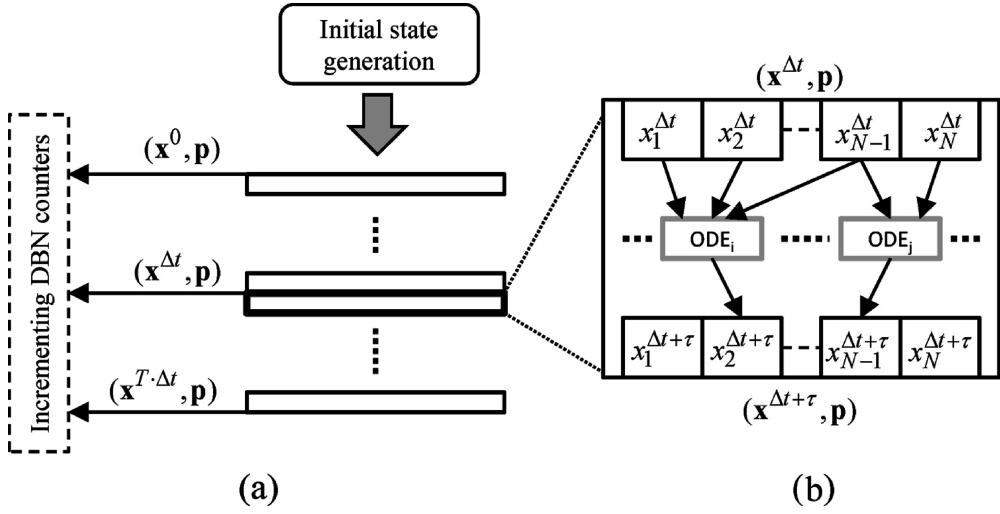 Initial state
generation
Incrementing DBN counters
(x^0, p)
(x^{Δt}, p)
(x^{T·Δt}, p)
(a)
(x^{Δt}, p)
x_1^{Δt} x_2^{Δt} x_{N−1}^{Δt} x_N^{Δt}
ODE_i ODE_j
x_1^{Δt+τ} x_2^{Δt+τ} x_{N−1}^{Δt+τ} x_N^{Δt+τ}
(x^{Δt+τ}, p)
(b)